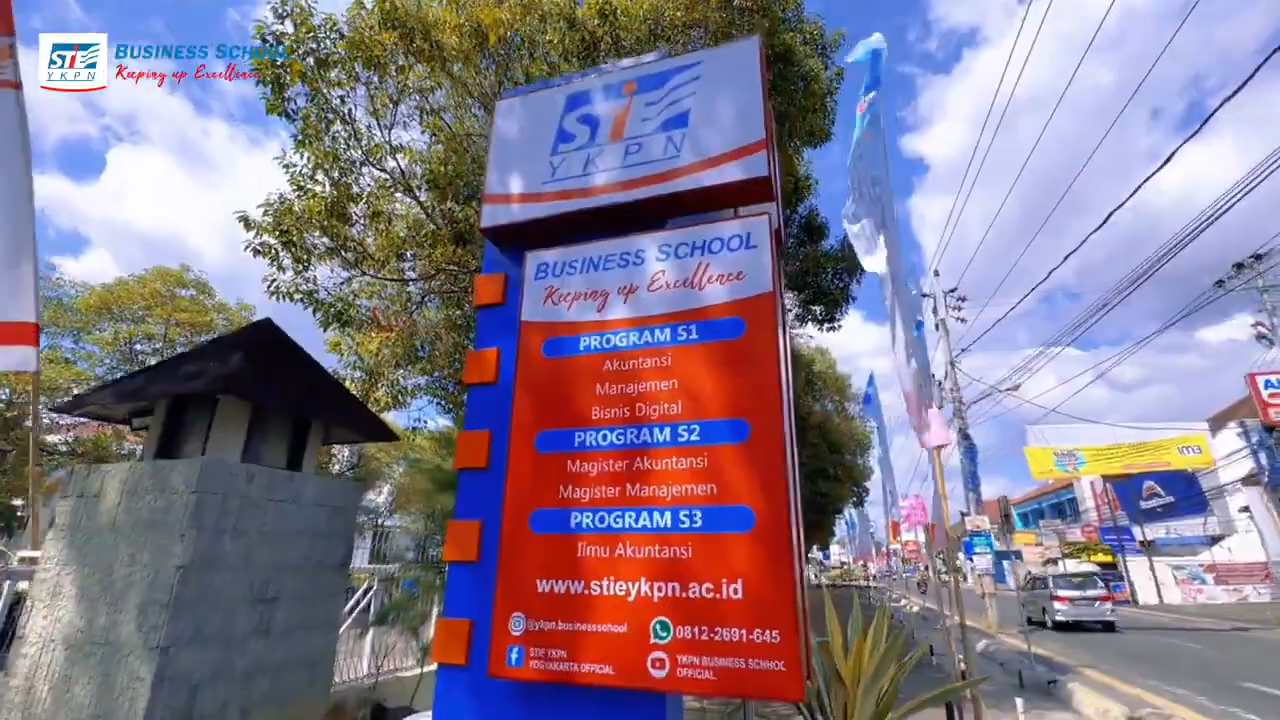 STIE
YKPN
BUSINESS SCHOOL
Keeping up Excellence
STIE
YKPN
BUSINESS SCHOOL
Keeping up Excellence
PROGRAM S1
Akuntansi
Manajemen
Bisnis Digital
PROGRAM S2
Magister Akuntansi
Magister Manajemen
PROGRAM S3
Ilmu Akuntansi
www.stieykpn.ac.id
@ykpn.businessschool
0812-2691-645
STIE YKPN
YOGYAKARTA OFFICIAL
YKPN BUSINESS SCHOOL
OFFICIAL
IM3